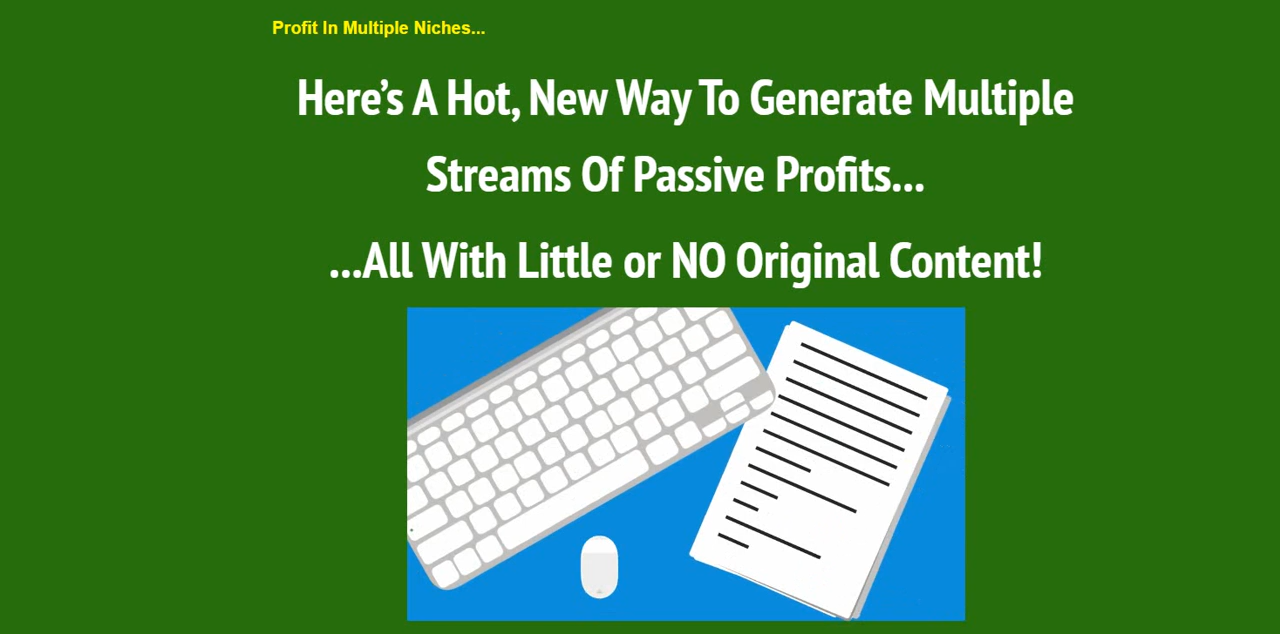 Profit In Multiple Niches...
Here’s A Hot, New Way To Generate Multiple
Streams Of Passive Profits...
...All With Little or NO Original Content!